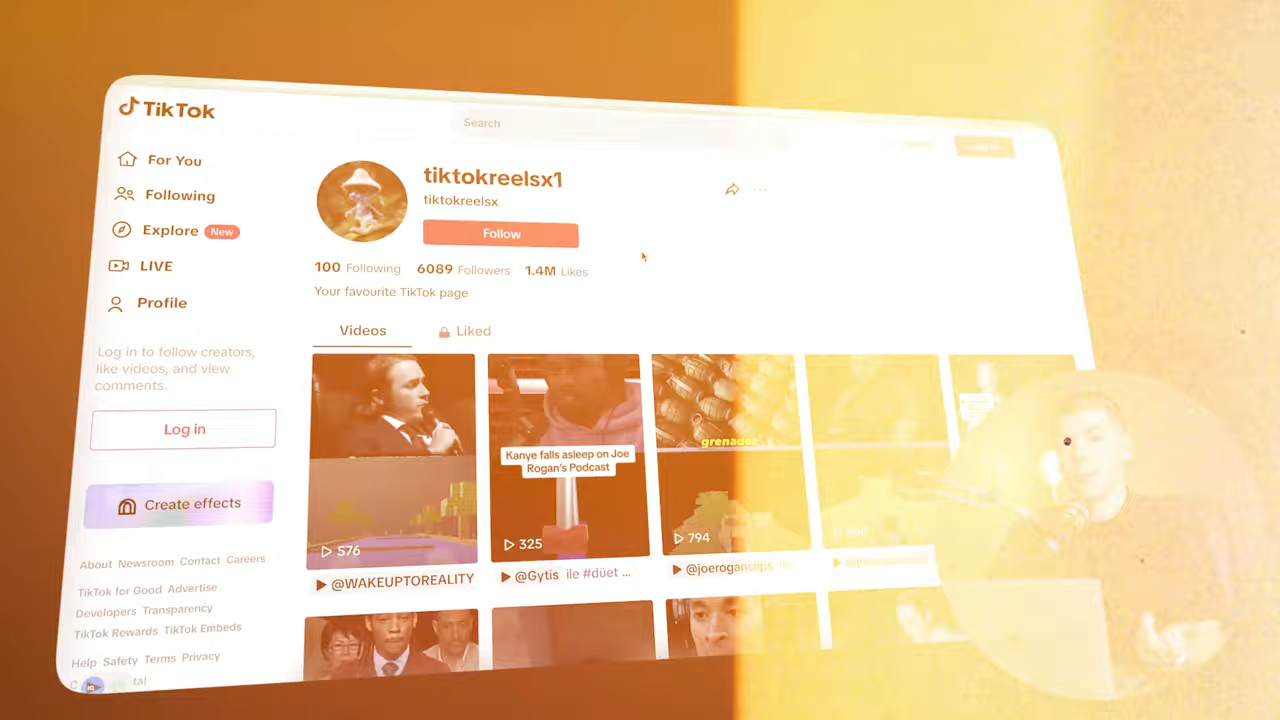 TikTok
Search
For You
Following
Explore New
LIVE
Profile
Log in to follow creators,
like videos, and view
comments.
Log in
Create effects
About Newsroom Contact Careers
TikTok for Good Advertise
Developers Transparency
TikTok Rewards TikTok Embeds
Help Safety Terms Privacy
tiktokreelsx1
tiktokreelsx
Follow
100 Following 6089 Followers 1.4M Likes
Your favourite TikTok page
Videos Liked
Kanye falls asleep on Joe
Rogan's Podcast
grenades
576
325
794
@WAKEUPTOREALITY
@Gytis ile #düet ...
@joeroganclips